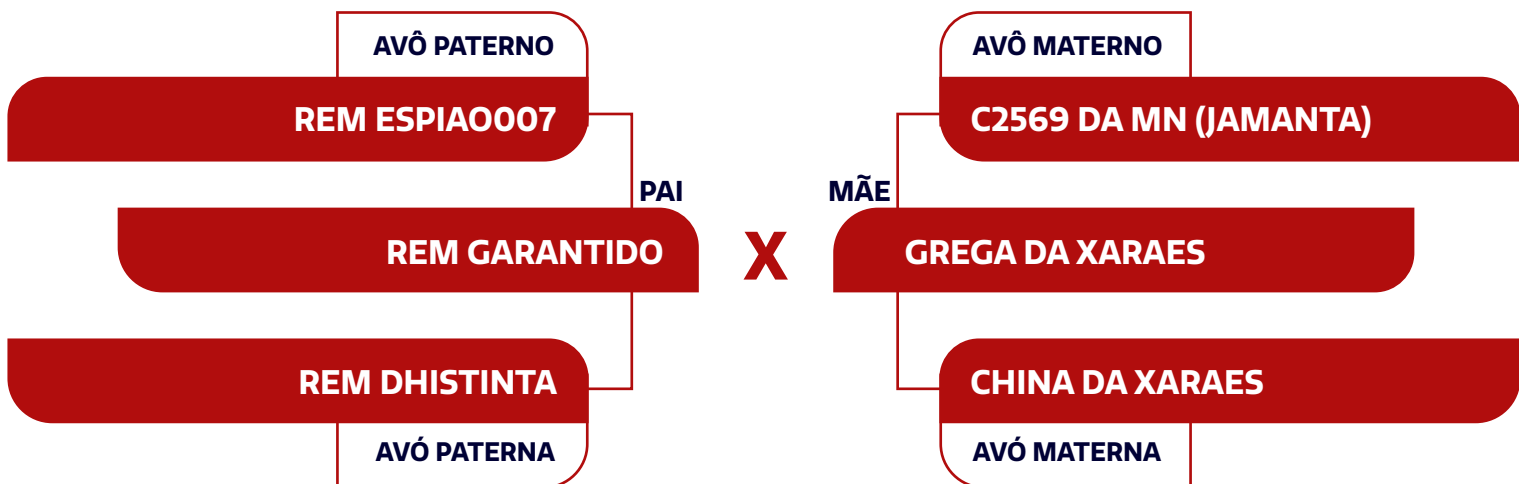 AVÔ PATERNO
REM ESPIAO007
PAI
REM GARANTIDO
REM DHISTINTA
AVÓ PATERNA
X
AVÔ MATERNO
C2569 DA MN (JAMANTA)
MÃE
GREGA DA XARAES
CHINA DA XARAES
AVÓ MATERNA